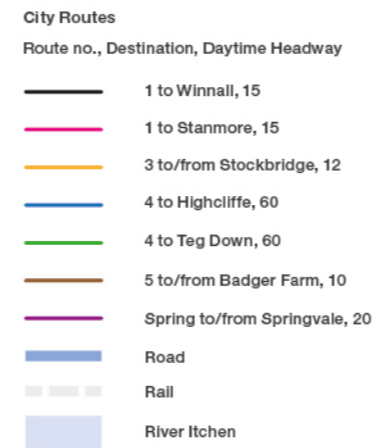 City Routes
Route no., Destination, Daytime Headway
1 to Winnall, 15
1 to Stanmore, 15
3 to/from Stockbridge, 12
4 to Highcliffe, 60
4 to Teg Down, 60
5 to/from Badger Farm, 10
Spring to/from Springvale, 20
Road
Rail
River Itchen